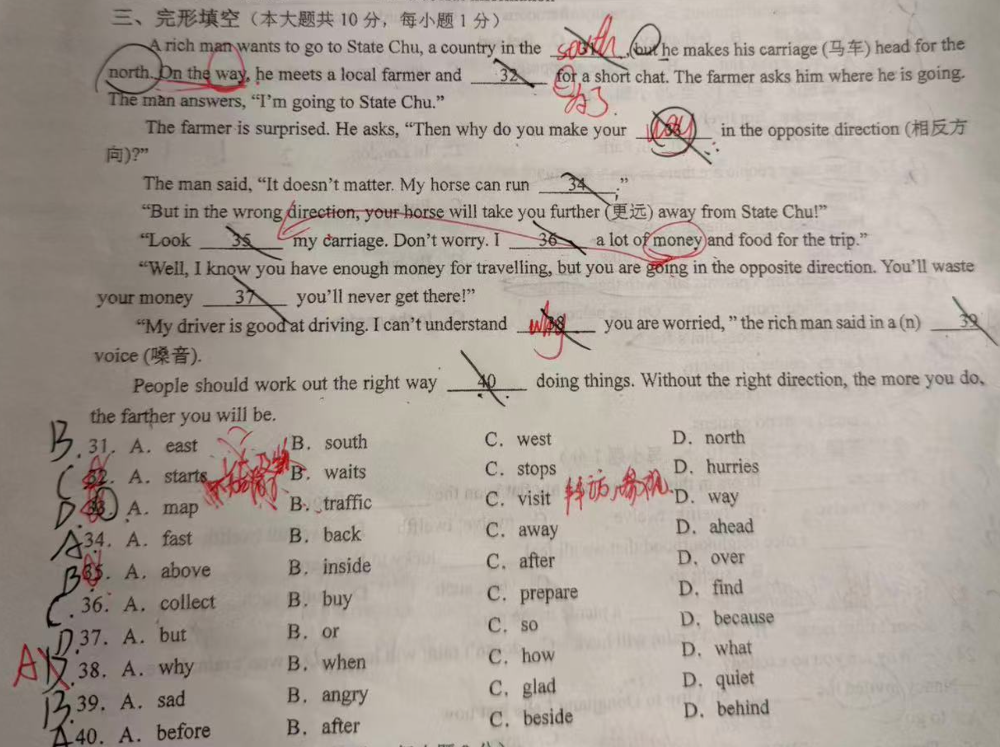 三、完形填空（本大题共 10 分，每小题 1 分）
A rich man wants to go to State Chu, a country in the 31 south, but he makes his carriage (马车) head for the
north. On the way, he meets a local farmer and 32 for a short chat. The farmer asks him where he is going.
为了
The man answers, “I’m going to State Chu.”
The farmer is surprised. He asks, “Then why do you make your 33 way in the opposite direction (相反方
向)?”
The man said, “It doesn’t matter. My horse can run 34.”
“But in the wrong direction, your horse will take you further (更远) away from State Chu!”
“Look 35 my carriage. Don’t worry. I 36 a lot of money and food for the trip.”
“Well, I know you have enough money for travelling, but you are going in the opposite direction. You’ll waste
your money 37 you’ll never get there!”
“My driver is good at driving. I can’t understand 38 why you are worried, ” the rich man said in a (n) 39
voice (嗓音).
People should work out the right way 40 doing things. Without the right direction, the more you do,
the farther you will be.
B. 31. A. east B. south C. west D. north
C 32. A. starts B. waits C. stops D. hurries
D. 33. A. map B. traffic C. visit 拜访,参观 D. way
A 34. A. fast B. back C. away D. ahead
B 35. A. above B. inside C. after D. over
C. 36. A. collect B. buy C. prepare D. find
D. 37. A. but B. or C. so D. because
A D. 38. A. why B. when C. how D. what
B. 39. A. sad B. angry C. glad D. quiet
A 40. A. before B. after C. beside D. behind